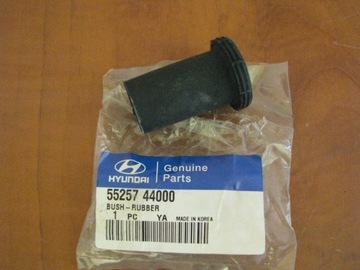 HYUNDAI
Genuine
Parts
55257 44000
BUSH-RUBBER
1 PC YA MADE IN KOREA